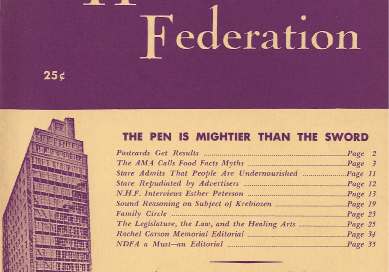 Federation
25¢
THE PEN IS MIGHTIER THAN THE SWORD
Postcards Get Results ........ Page 2
The AMA Calls Food Facts Myths ........ Page 3
Stare Admits That People Are Undernourished ........ Page 11
Stare Repudiated by Advertisers ........ Page 12
N.H.F. Interviews Esther Peterson ........ Page 13
Sound Reasoning on Subject of Krebiozen ........ Page 19
Family Circle ........ Page 23
The Legislature, the Law, and the Healing Arts ........ Page 25
Rachel Carson Memorial Editorial ........ Page 34
NDFA a Must—an Editorial ........ Page 35